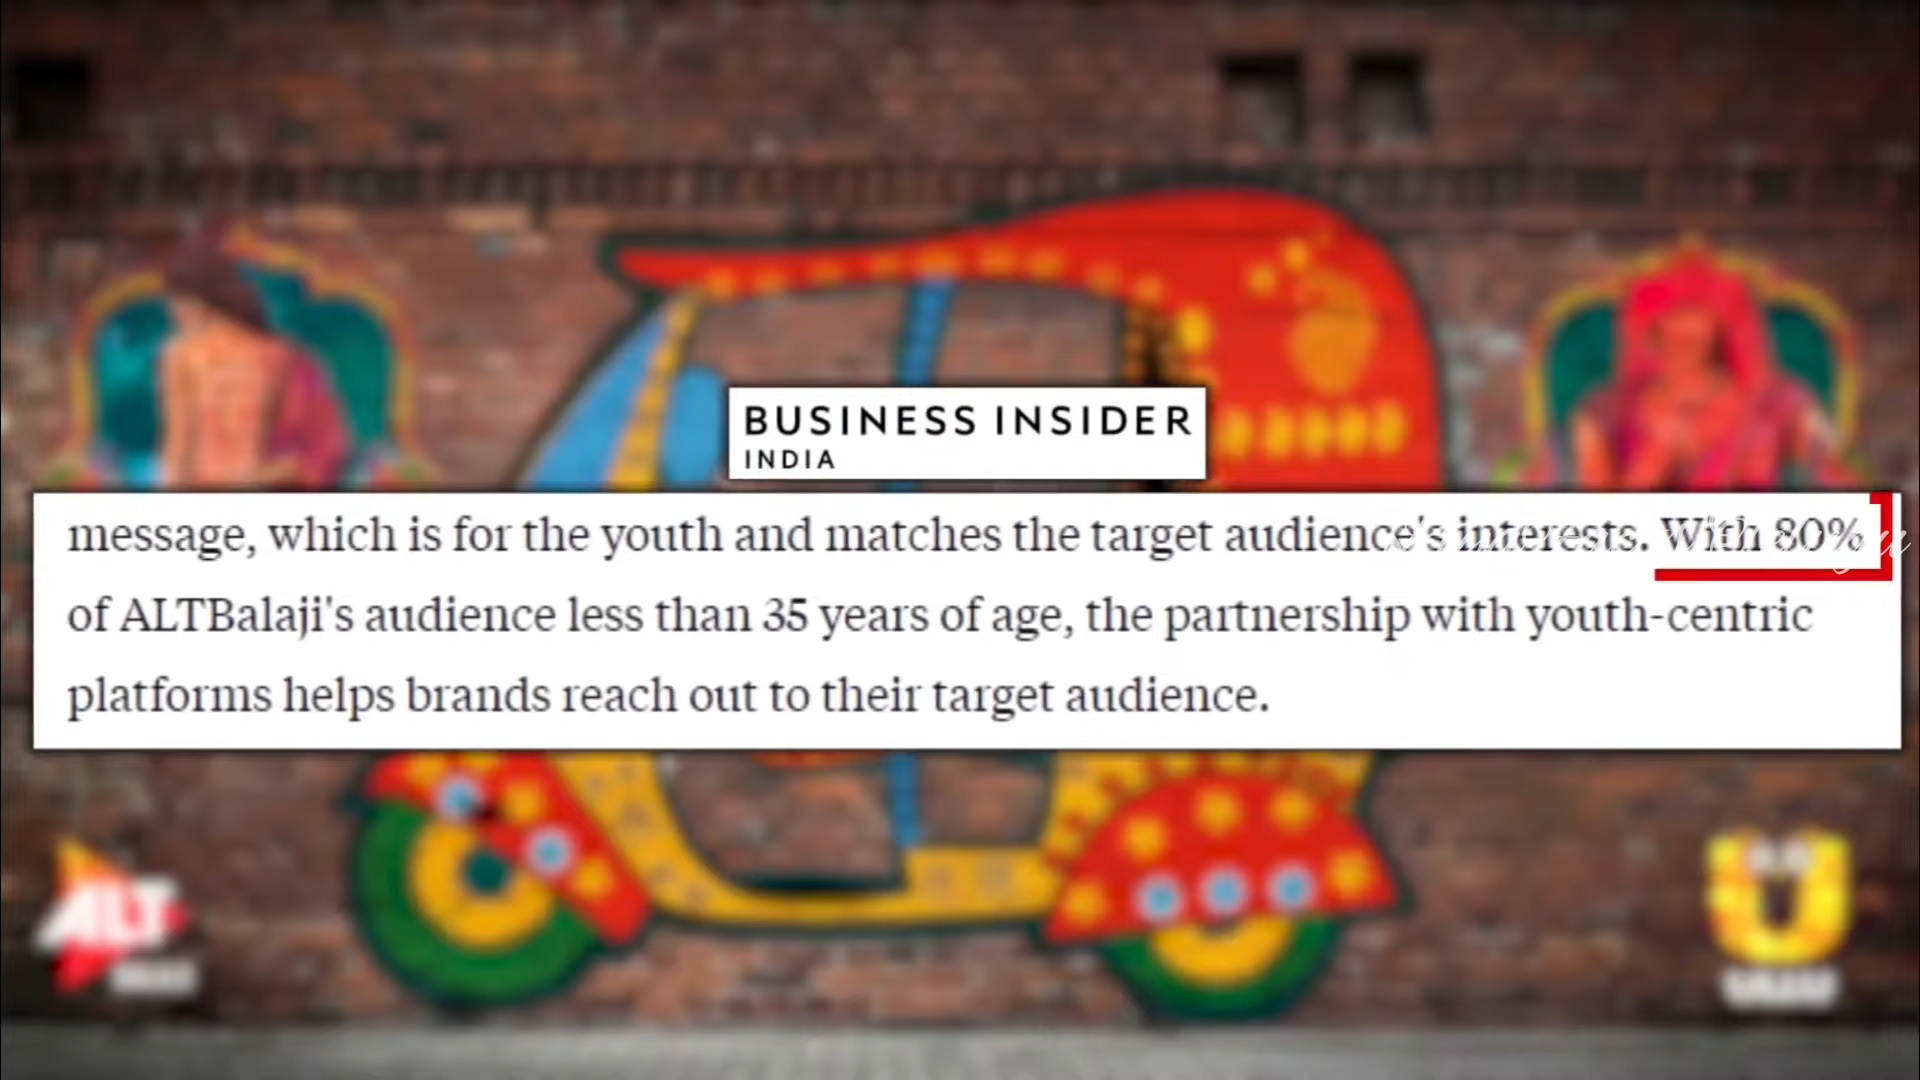 BUSINESS INSIDER
INDIA
message, which is for the youth and matches the target audience's interests. With 80%
of ALTBalaji's audience less than 35 years of age, the partnership with youth-centric
platforms helps brands reach out to their target audience.
ALT